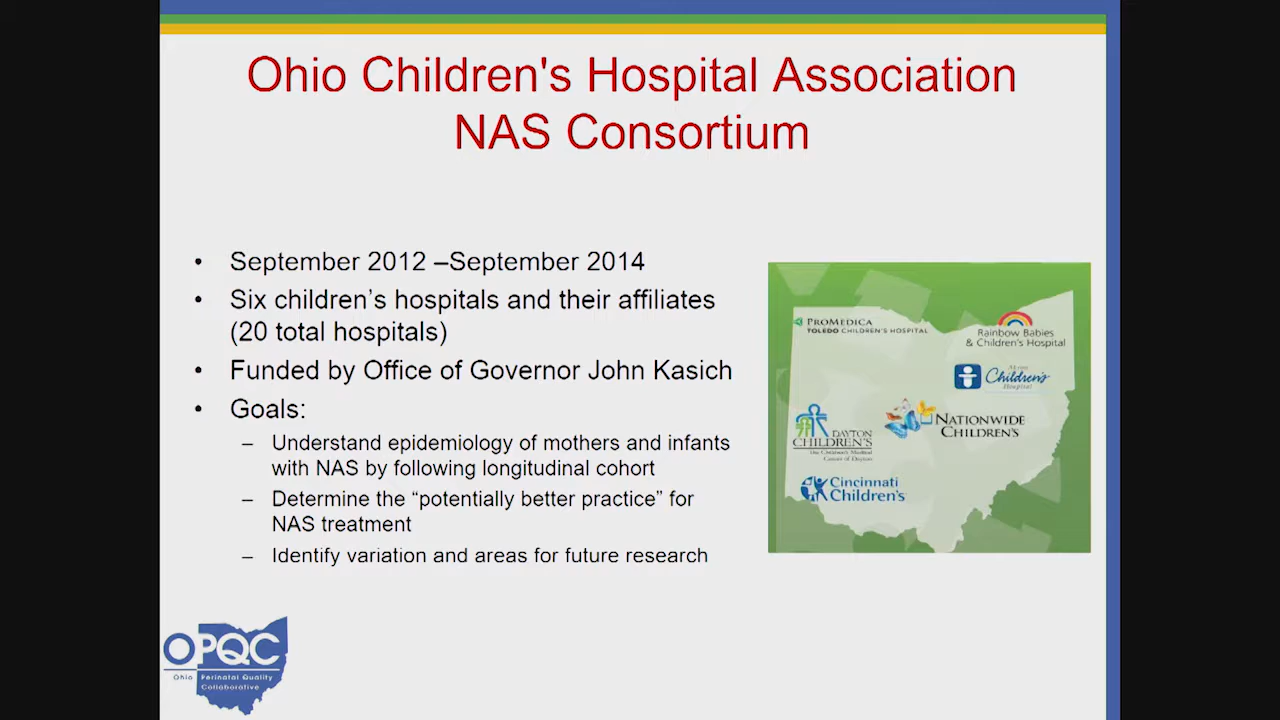 Ohio Children's Hospital Association
NAS Consortium
• September 2012 –September 2014
• Six children’s hospitals and their affiliates
(20 total hospitals)
• Funded by Office of Governor John Kasich
• Goals:
– Understand epidemiology of mothers and infants
with NAS by following longitudinal cohort
– Determine the “potentially better practice” for
NAS treatment
– Identify variation and areas for future research
PROMEDICA
TOLEDO CHILDREN'S HOSPITAL
Rainbow Babies
& Children's Hospital
Akron
Children's
Hospital
DAYTON
CHILDREN'S
The Children's Medical
Center of Dayton
NATIONWIDE
CHILDREN'S
Cincinnati
Children's
OPQC
Ohio Perinatal Quality
Collaborative